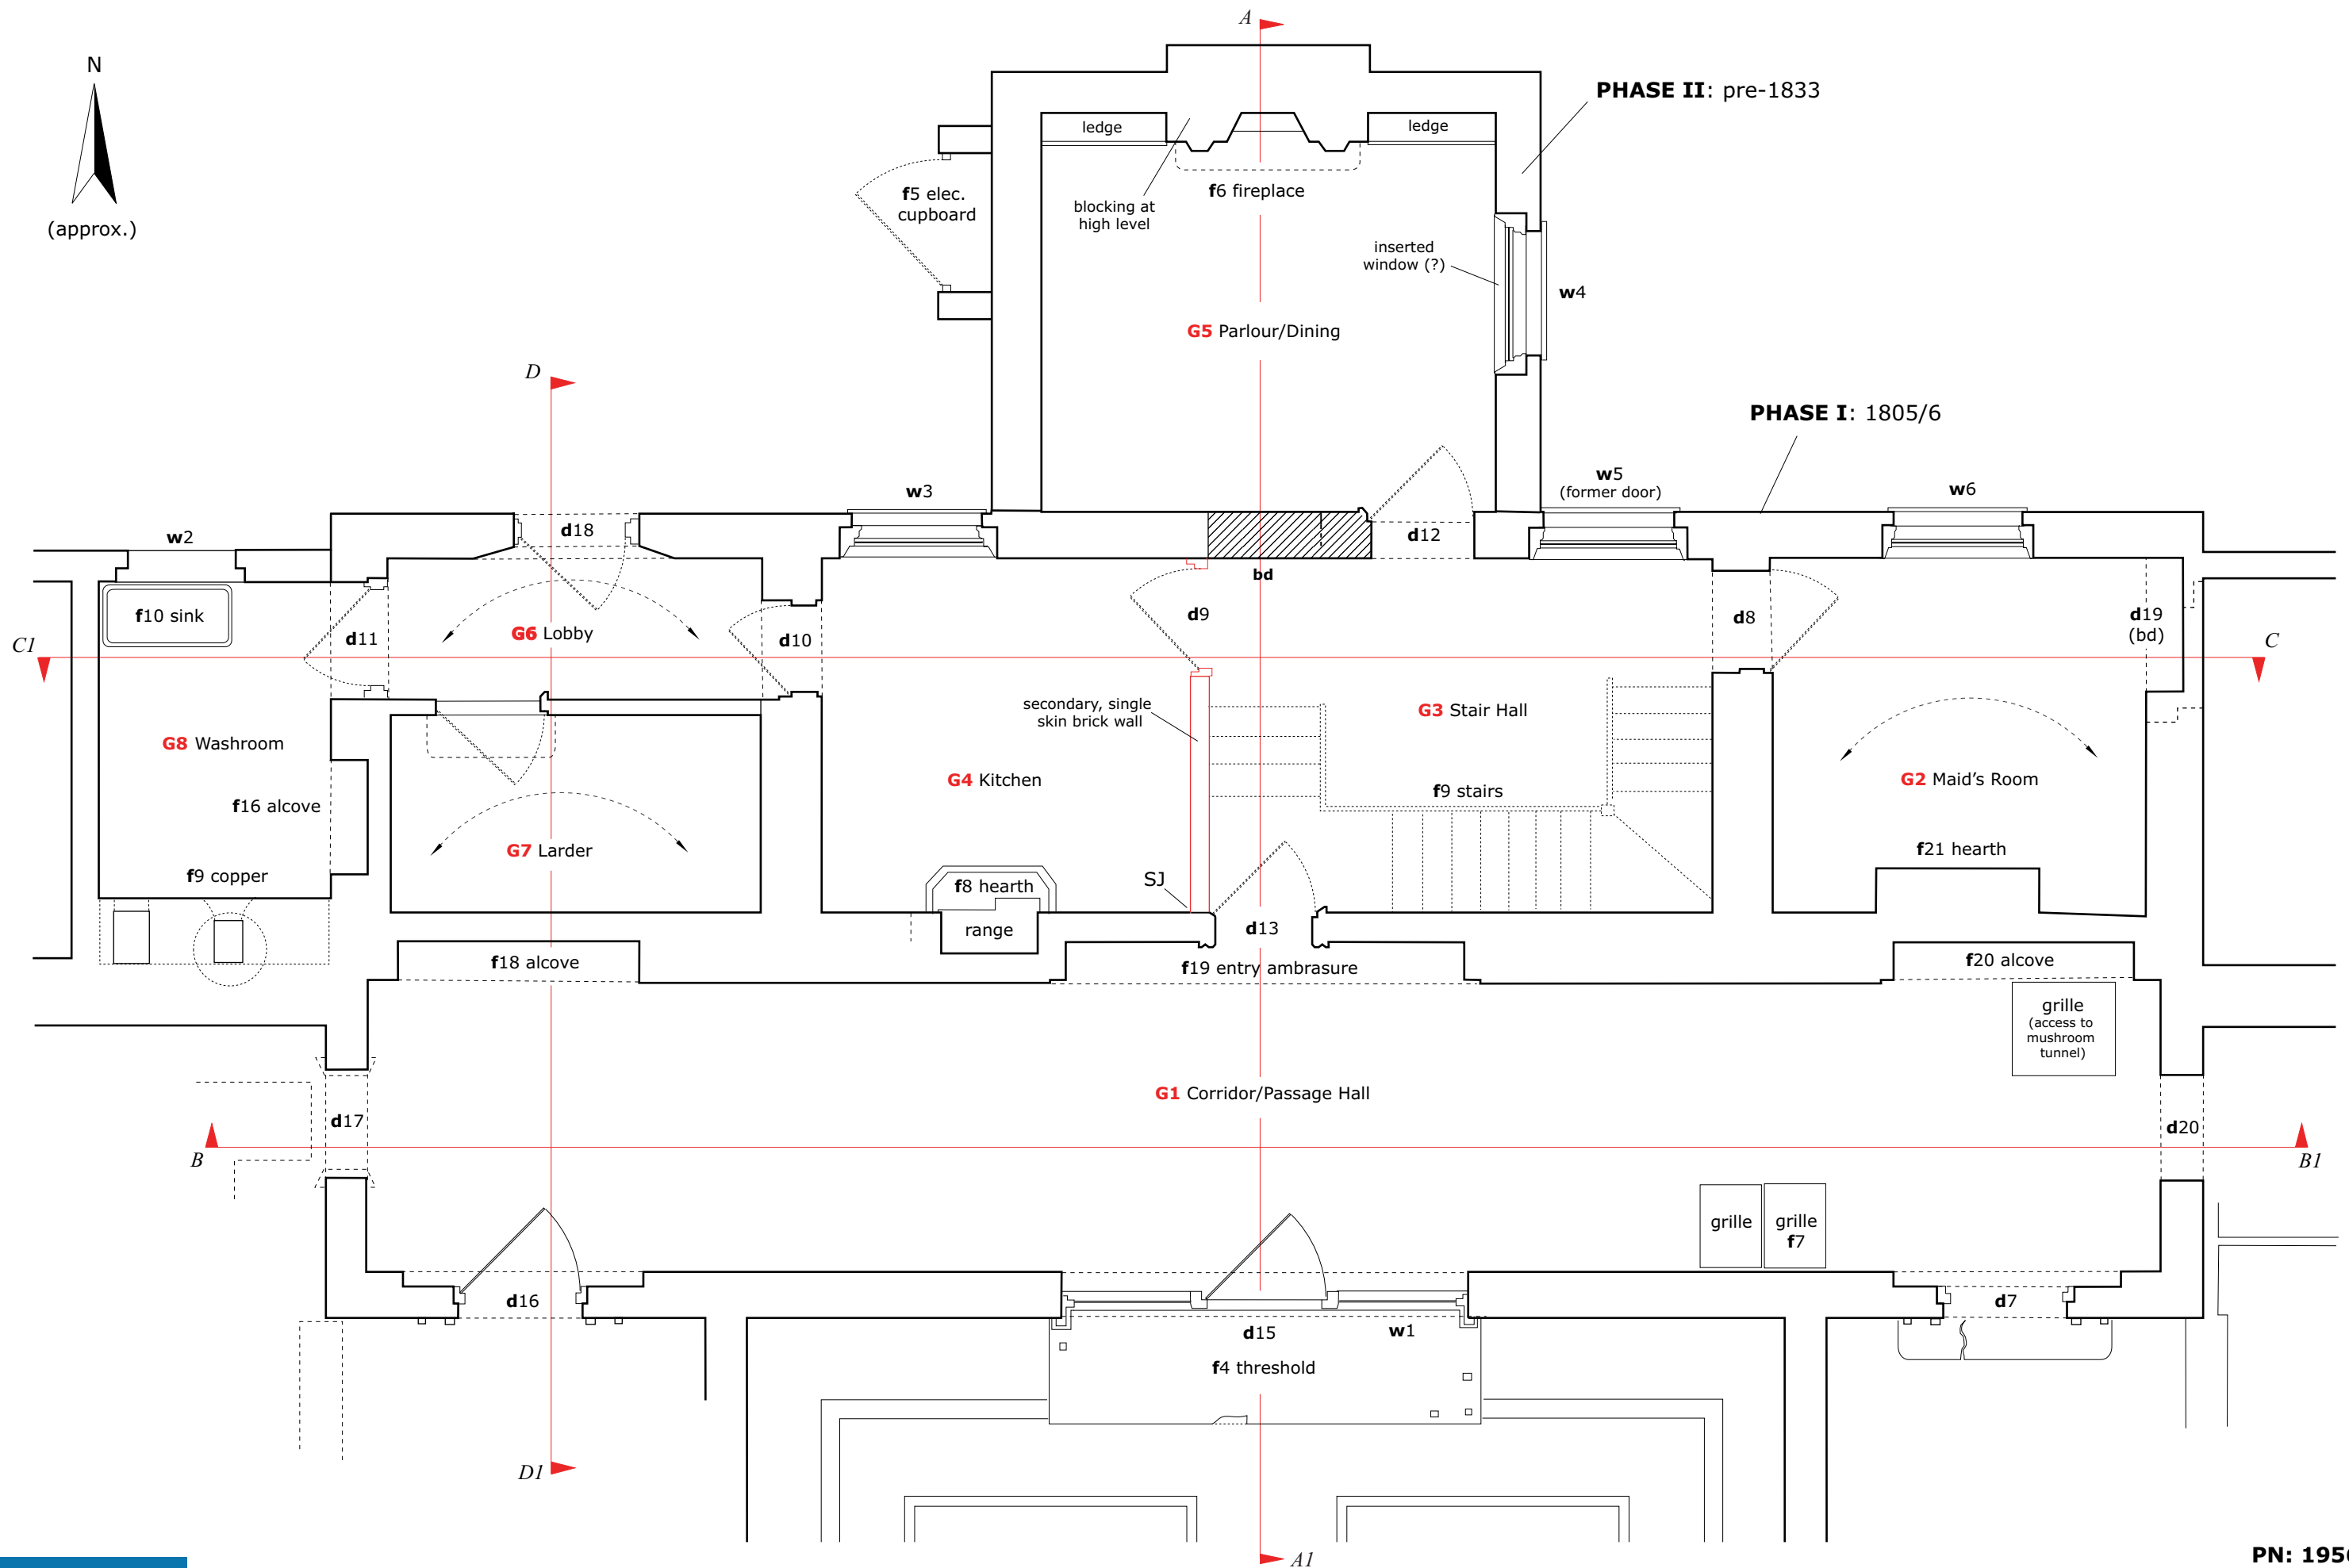 A
N
(approx.)
PHASE II: pre-1833
ledge
ledge
f5 elec.
cupboard
blocking at
high level
f6 fireplace
inserted
window (?)
w4
G5 Parlour/Dining
D
PHASE I: 1805/6
w2
d18
w3
w5
(former door)
w6
d12
bd
f10 sink
d11
G6 Lobby
d10
d9
d8
d19
(bd)
C1
C
secondary, single
skin brick wall
G3 Stair Hall
G8 Washroom
G4 Kitchen
f9 stairs
G2 Maid's Room
f16 alcove
G7 Larder
f21 hearth
f9 copper
SJ
f8 hearth
range
d13
f18 alcove
f19 entry ambrasure
f20 alcove
grille
(access to
mushroom
tunnel)
G1 Corridor/Passage Hall
d17
d20
B
B1
grille
grille
f7
d16
d15
w1
d7
f4 threshold
D1
A1
PN: 195